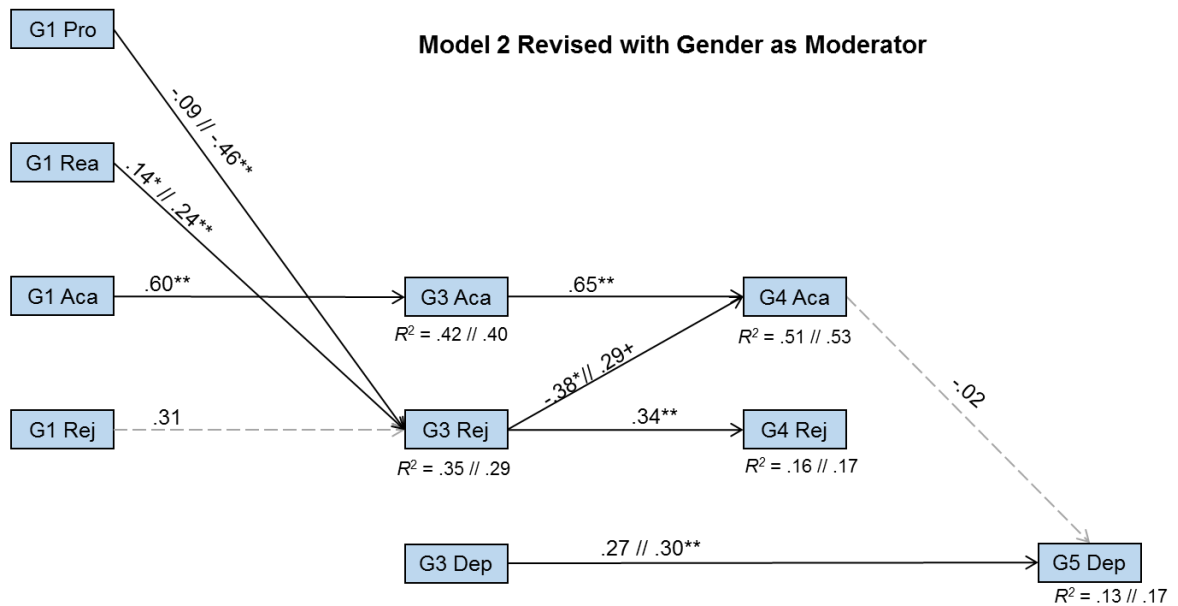 G1 Pro
Model 2 Revised with Gender as Moderator
-.09 // -.46**
G1 Rea
.14* // .24**
G1 Aca
.60**
G3 Aca
.65**
G4 Aca
R² = .42 // .40
R² = .51 // .53
-.38*// .29+
-.02
G1 Rej
.31
G3 Rej
.34**
G4 Rej
R² = .35 // .29
R² = .16 // .17
G3 Dep
.27 // .30**
G5 Dep
R² = .13 // .17